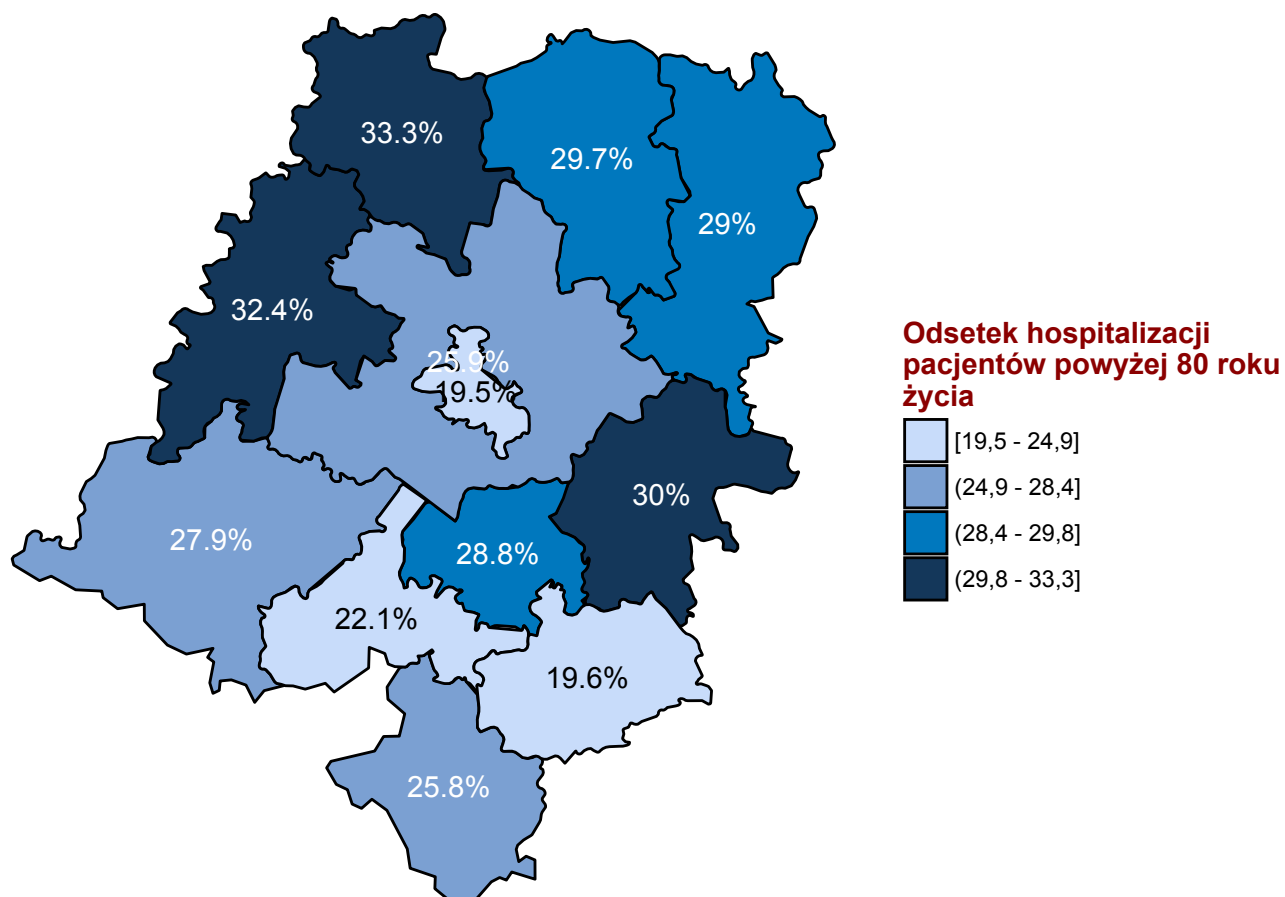 33.3%
29.7%
29%
32.4%
25.9%
19.5%
30%
27.9%
28.8%
22.1%
19.6%
25.8%
Odsetek hospitalizacji
pacjentów powyżej 80 roku
życia
[19,5 - 24,9]
(24,9 - 28,4]
(28,4 - 29,8]
(29,8 - 33,3]